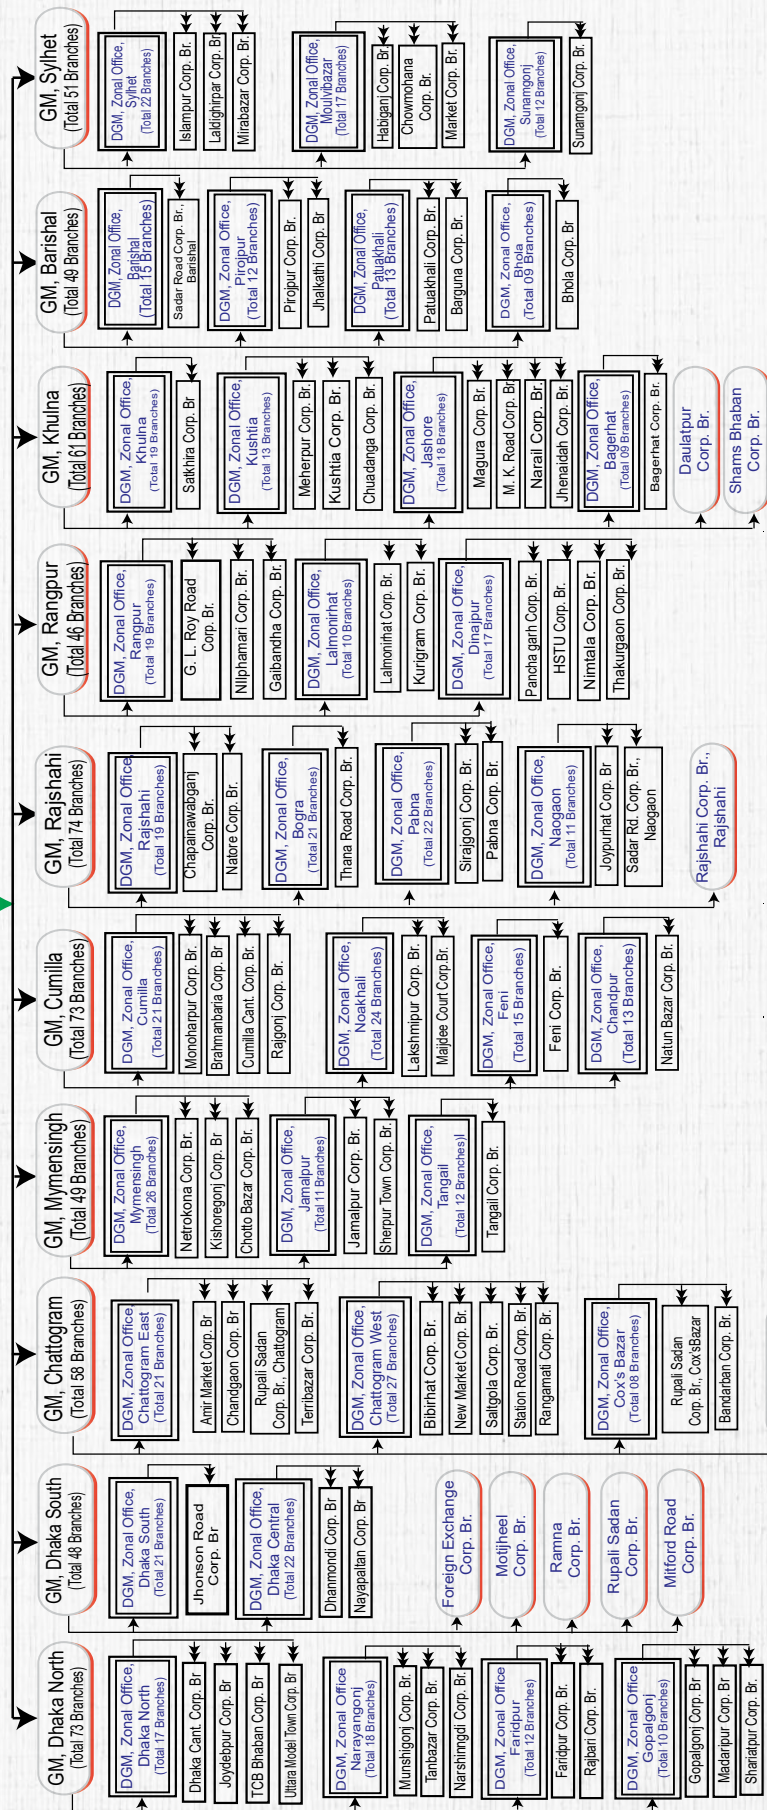 GM, Dhaka North
(Total 73 Branches)
DGM, Zonal Office,
Dhaka North
(Total 17 Branches)
Dhaka Cant. Corp. Br
Joydebpur Corp. Br
TCB Bhaban Corp. Br
Uttara Model Town Corp. Br
DGM, Zonal Office
Narayangonj
(Total 18 Branches)
Munshigonj Corp. Br.
Tanbazar Corp. Br.
Narshingdi Corp. Br.
DGM, Zonal Office
Faridpur
(Total 12 Branches)
Faridpur Corp. Br.
Rajbari Corp. Br.
DGM, Zonal Office
Gopalgonj
(Total 10 Branches)
Gopalgonj Corp. Br.
Madaripur Corp. Br.
Shariatpur Corp. Br.
GM, Dhaka South
(Total 48 Branches)
DGM, Zonal Office,
Dhaka South
(Total 21 Branches)
Jhonson Road
Corp. Br
DGM, Zonal Office,
Dhaka Central
(Total 22 Branches)
Dhanmondi Corp. Br
Nayapaltan Corp. Br
Foreign Exchange
Corp. Br.
Motijheel
Corp. Br.
Ramna
Corp. Br.
Rupali Sadan
Corp. Br.
Mitford Road
Corp. Br.
GM, Chattogram
(Total 58 Branches)
DGM, Zonal Office,
Chattogram East
(Total 21 Branches)
Amir Market Corp. Br
Chandgaon Corp. Br
Rupali Sadan
Corp. Br., Chattogram
Terribazar Corp. Br.
DGM, Zonal Office,
Chattogram West
(Total 27 Branches)
Bibirhat Corp. Br.
New Market Corp. Br.
Saltgola Corp. Br.
Station Road Corp. Br.
Rangamati Corp. Br.
DGM, Zonal Office
Cox's Bazar
(Total 08 Branches)
Rupali Sadan
Corp. Br., Cox'sBazar
Bandarban Corp. Br.
GM, Mymensingh
(Total 49 Branches)
DGM, Zonal Office,
Mymensingh
(Total 26 Branches)
Netrokona Corp. Br.
Kishoregonj Corp. Br.
Chotto Bazar Corp. Br.
DGM, Zonal Office,
Jamalpur
(Total 11 Branches)
Jamalpur Corp. Br.
Sherpur Town Corp. Br.
DGM, Zonal Office,
Tangail
(Total 12 Branches)l
Tangail Corp. Br.
GM, Cumilla
(Total 73 Branches)
DGM, Zonal Office,
Cumilla
(Total 21 Branches)
Monoharpur Corp. Br.
Brahmanbaria Corp. Br
Cumilla Cant. Corp. Br.
Rajgonj Corp. Br.
DGM, Zonal Office,
Noakhali
(Total 24 Branches)
Lakshmipur Corp. Br.
Maijdee Court Corp.Br.
DGM, Zonal Office,
Feni
(Total 15 Branches)
Feni Corp. Br.
DGM, Zonal Office,
Chandpur
(Total 13 Branches)
Natun Bazar Corp. Br.
GM, Rajshahi
(Total 74 Branches)
DGM, Zonal Office,
Rajshahi
(Total 19 Branches)
Chapainawabganj
Corp. Br.
Natore Corp. Br.
DGM, Zonal Office,
Bogra
(Total 21 Branches)
Thana Road Corp. Br.
DGM, Zonal Office,
Pabna
(Total 22 Branches)
Sirajgonj Corp. Br.
Pabna Corp. Br.
DGM, Zonal Office,
Naogaon
(Total 11 Branches)
Joypurhat Corp. Br
Sadar Rd. Corp. Br.,
Naogaon
Rajshahi Corp. Br.,
Rajshahi
GM, Rangpur
(Total 46 Branches)
DGM, Zonal Office,
Rangpur
(Total 19 Branches)
G. L. Roy Road
Corp. Br.
Nilphamari Corp. Br.
Gaibandha Corp. Br.
DGM, Zonal Office,
Lalmonirhat
(Total 10 Branches)
Lalmonirhat Corp. Br.
Kurigram Corp. Br.
DGM, Zonal Office,
Dinajpur
(Total 17 Branches)
Pancha garh Corp. Br.
HSTU Corp. Br.
Nimtala Corp. Br.
Thakurgaon Corp. Br.
GM, Khulna
(Total 61 Branches)
DGM, Zonal Office,
Khulna
(Total 19 Branches)
Satkhira Corp. Br
DGM, Zonal Office,
Kushtia
(Total 13 Branches)
Meherpur Corp. Br.
Kushtia Corp. Br.
Chuadanga Corp. Br.
DGM, Zonal Office,
Jashore
(Total 18 Branches)
Magura Corp. Br.
M. K. Road Corp. Br.
Narail Corp. Br.
Jhenaidah Corp. Br.
DGM, Zonal Office,
Bagerhat
(Total 09 Branches)
Bagerhat Corp. Br.
Daulatpur
Corp. Br.
Shams Bhaban
Corp. Br.
GM, Barishal
(Total 49 Branches)
DGM, Zonal Office,
Barishal
(Total 15 Branches)
Sadar Road Corp. Br.,
Barishal
DGM, Zonal Office,
Pirojpur
(Total 12 Branches)
Pirojpur Corp. Br.
Jhalkathi Corp. Br
DGM, Zonal Office,
Patuakhali
(Total 13 Branches)
Patuakhali Corp. Br.
Barguna Corp. Br.
DGM, Zonal Office,
Bhola
(Total 09 Branches)
Bhola Corp. Br
GM, Sylhet
(Total 51 Branches)
DGM, Zonal Office,
Sylhet
(Total 22 Branches)
Islampur Corp. Br.
Laldighirpar Corp. Br.
Mirabazar Corp. Br.
DGM, Zonal Office,
Moulvibazar
(Total 17 Branches)
Habiganj Corp. Br.
Chowmohana
Corp. Br.
Market Corp. Br.
DGM, Zonal Office,
Sunamgonj
(Total 12 Branches)
Sunamgonj Corp. Br.